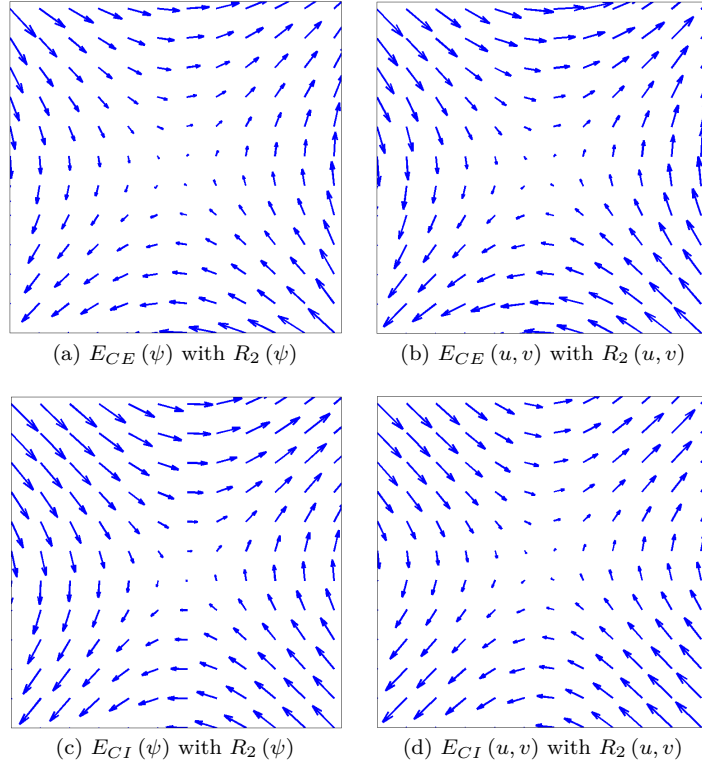 (a) E_{CE} (ψ) with R_2 (ψ)
(b) E_{CE} (u, v) with R_2 (u, v)
(c) E_{CI} (ψ) with R_2 (ψ)
(d) E_{CI} (u, v) with R_2 (u, v)